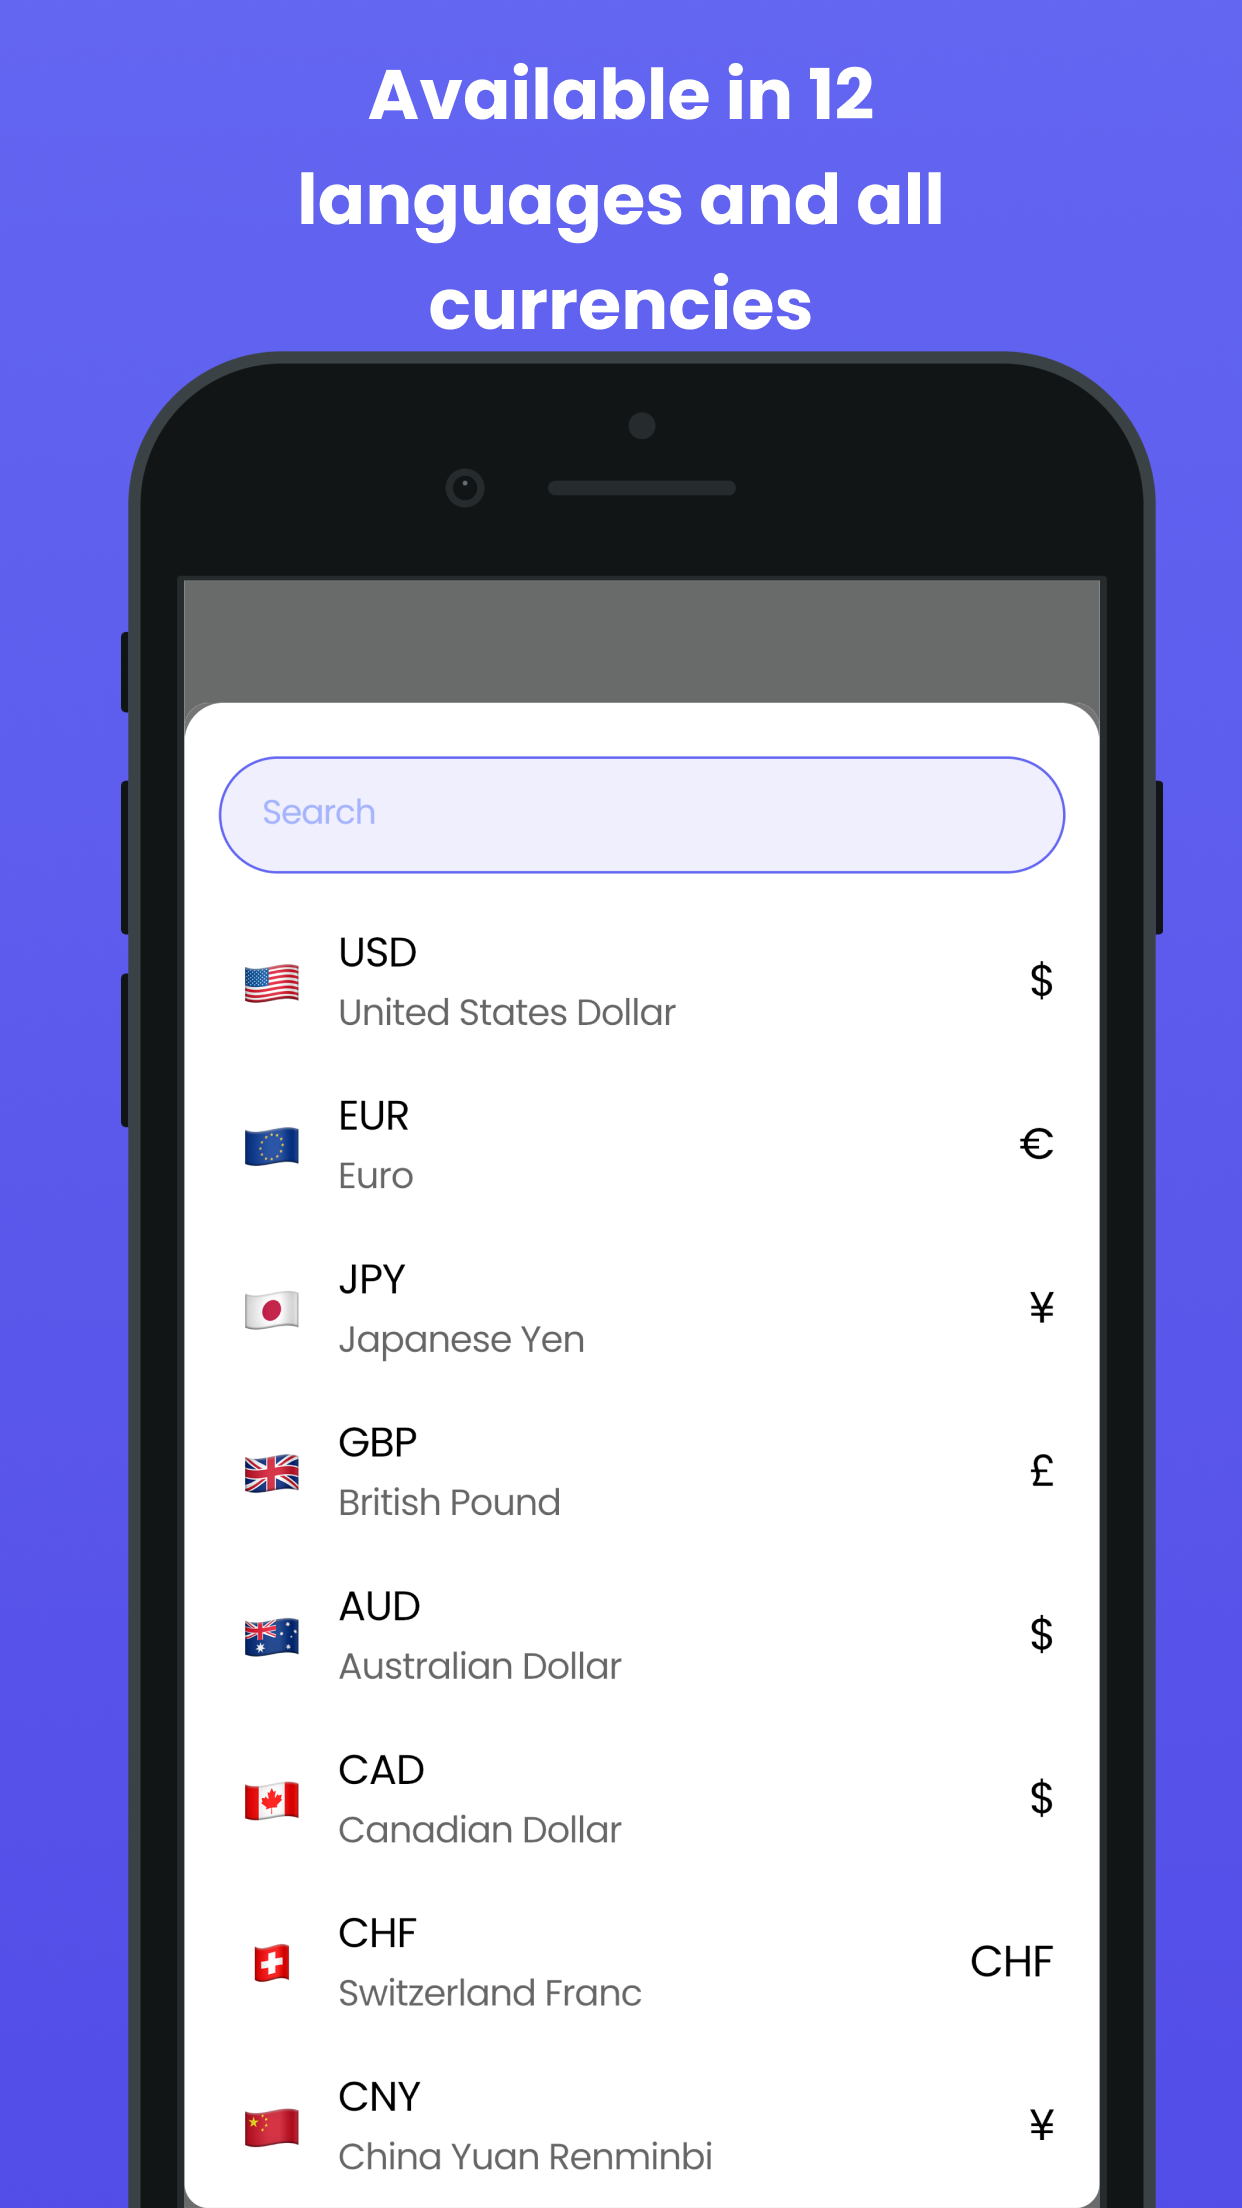 Available in 12
languages and all
currencies
Search
USD
United States Dollar
$
EUR
Euro
€
JPY
Japanese Yen
¥
GBP
British Pound
£
AUD
Australian Dollar
$
CAD
Canadian Dollar
$
CHF
Switzerland Franc
CHF
CNY
China Yuan Renminbi
¥